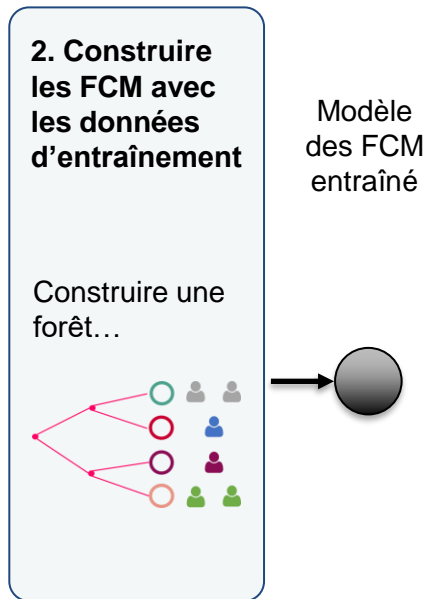 2. Construire
les FCM avec
les données
d’entraînement
Modèle
des FCM
entraîné
Construire une
forêt…